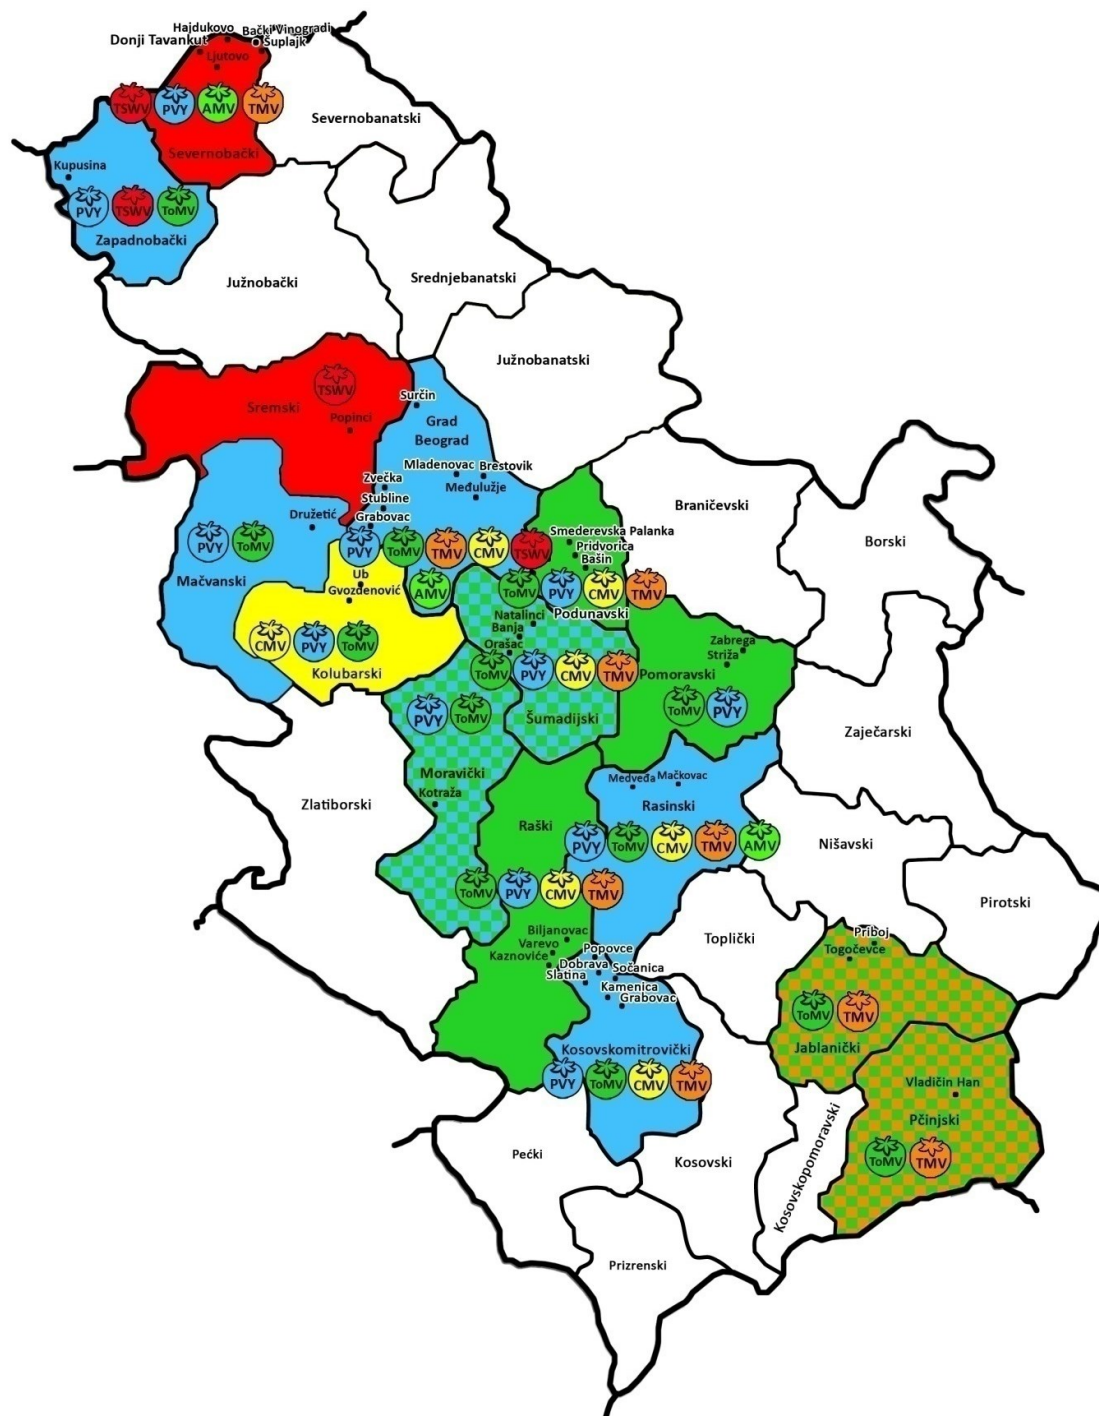 Hajdukovo
Bački Vinogradi
Donji Tavankut
Šuplajk
Ljutovo
TSWV PVY AMV TMV
Severnobanatski
Severnobački
Kupusina
PVY TSWV ToMV
Zapadnobački
Južnobački
Srednjebanatski
Južnobanatski
TSWV
Sremski
Popinci
Surčin
Grad
Beograd
Mladenovac
Brestovik
Zvečka
Međulužje
Stubline
Grabovac
Družetić
Braničevski
Borski
Smederevska Palanka
Pridvorica
Bašin
PVY ToMV
Mačvanski
PVY ToMV TMV CMV TSWV
AMV
Ub
Gvozdenović
ToMV PVY CMV TMV
Podunavski
Natalinci
Banja
Orašac
CMV PVY ToMV
Kolubarski
Zabrega
Striža
ToMV PVY CMV TMV
Pomoravski
ToMV PVY
PVY ToMV
Šumadijski
Zaječarski
Moravički
Kotraža
Zlatiborski
Medveđa
Mačkovac
Rasinski
Raški
PVY ToMV CMV TMV AMV
Nišavski
ToMV PVY CMV TMV
Pirotski
Toplički
Biljanovac
Varevo
Kaznoviće
Popovce
Dobrava
Sočanica
Slatina
Kamenica
Grabovac
Priboj
Togočevce
ToMV TMV
Jablanički
Kosovskomitrovički
PVY ToMV CMV TMV
Vladičin Han
Pčinjski
ToMV TMV
Pećki
Kosovski
Kosovskopomoravski
Prizrenski